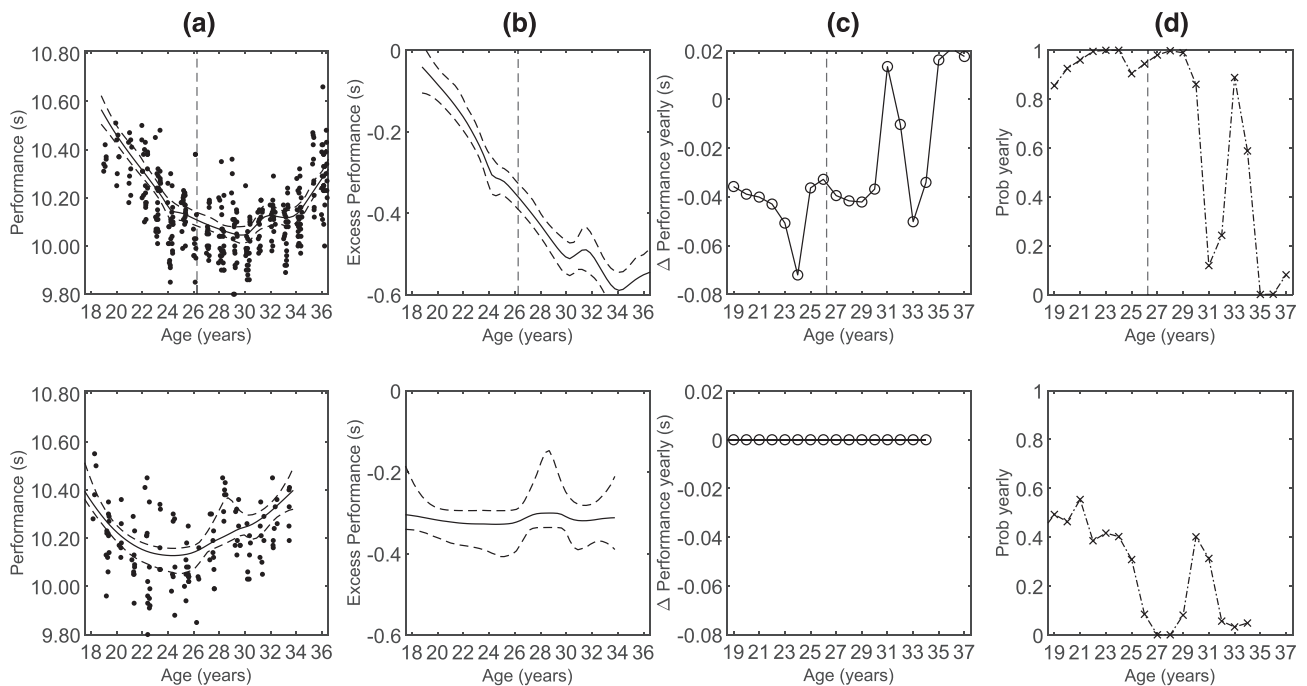 (a) (b) (c) (d)
Performance (s)
10.80
10.60
10.40
10.20
10.00
9.80
18 20 22 24 26 28 30 32 34 36
Age (years)
Excess Performance (s)
0
-0.2
-0.4
-0.6
18 20 22 24 26 28 30 32 34 36
Age (years)
Δ Performance yearly (s)
0.02
0
-0.02
-0.04
-0.06
-0.08
19 21 23 25 27 29 31 33 35 37
Age (years)
Prob yearly
1
0.8
0.6
0.4
0.2
0
19 21 23 25 27 29 31 33 35 37
Age (years)
Performance (s)
10.80
10.60
10.40
10.20
10.00
9.80
18 20 22 24 26 28 30 32 34 36
Age (years)
Excess Performance (s)
0
-0.2
-0.4
-0.6
18 20 22 24 26 28 30 32 34 36
Age (years)
Δ Performance yearly (s)
0.02
0
-0.02
-0.04
-0.06
-0.08
19 21 23 25 27 29 31 33 35 37
Age (years)
Prob yearly
1
0.8
0.6
0.4
0.2
0
19 21 23 25 27 29 31 33 35 37
Age (years)